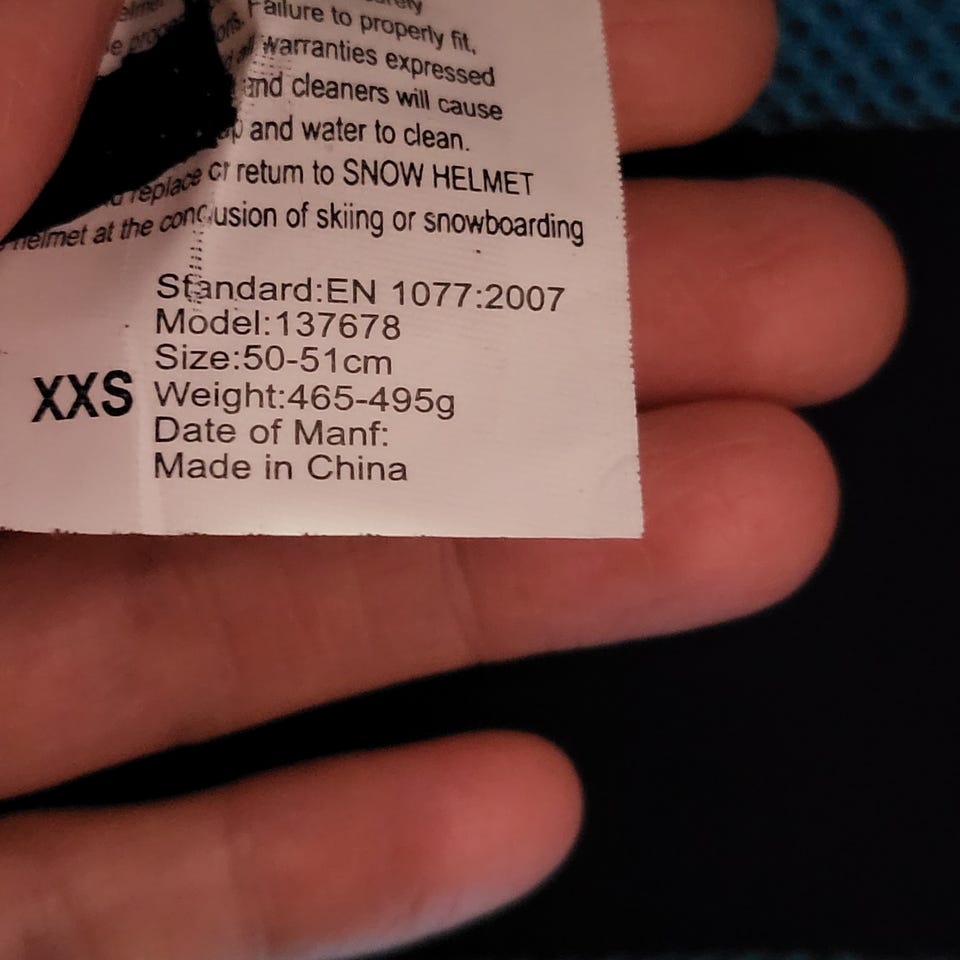 Failure to properly fit,
warranties expressed
and cleaners will cause
and water to clean.
replace or return to SNOW HELMET
helmet at the conclusion of skiing or snowboarding
Standard:EN 1077:2007
Model:137678
Size:50-51cm
XXS Weight:465-495g
Date of Manf:
Made in China